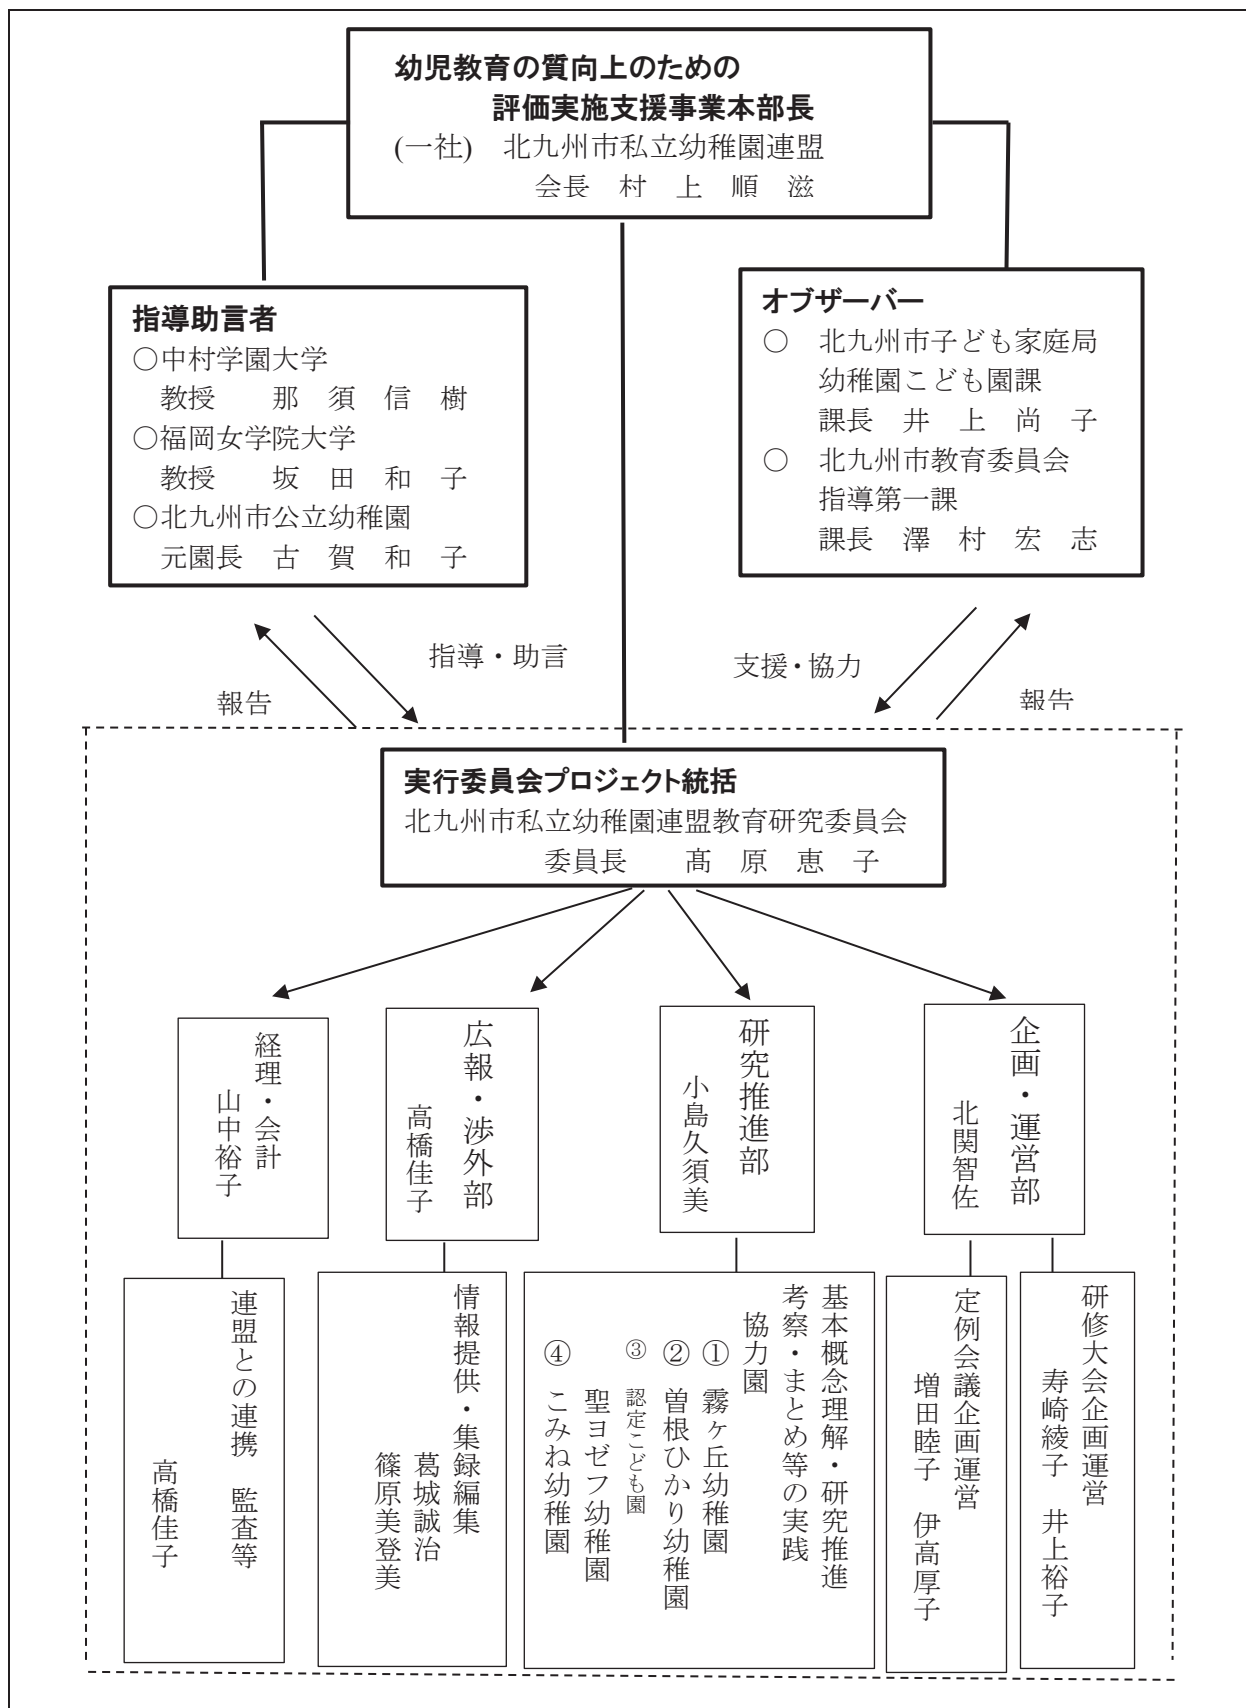 幼児教育の質向上のための
評価実施支援事業本部長
(一社)　北九州市私立幼稚園連盟
会長　村　上　順　滋
指導助言者
○中村学園大学
教授　　那　須　信　樹
○福岡女学院大学
教授　　坂　田　和　子
○北九州市公立幼稚園
元園長　古　賀　和　子
オブザーバー
○　北九州市子ども家庭局
幼稚園こども園課
課長　井　上　尚　子
○　北九州市教育委員会
指導第一課
課長　澤　村　宏　志
指導・助言
報告
支援・協力
報告
実行委員会プロジェクト統括
北九州市私立幼稚園連盟教育研究委員会
委員長　　髙　原　恵　子
企画・運営部
北関智佐
研究推進部
小島久須美
広報・渉外部
高橋佳子
経理・会計
山中裕子
研修大会企画運営
寿崎綾子　井上裕子
定例会議企画運営
増田睦子　伊高厚子
基本概念理解・研究推進
考察・まとめ等の実践
協力園
①　霧ヶ丘幼稚園
②　曽根ひかり幼稚園
③　認定こども園
聖ヨゼフ幼稚園
④　こみね幼稚園
情報提供・集録編集
葛城誠治
篠原美登美
連盟との連携　監査等
高橋佳子